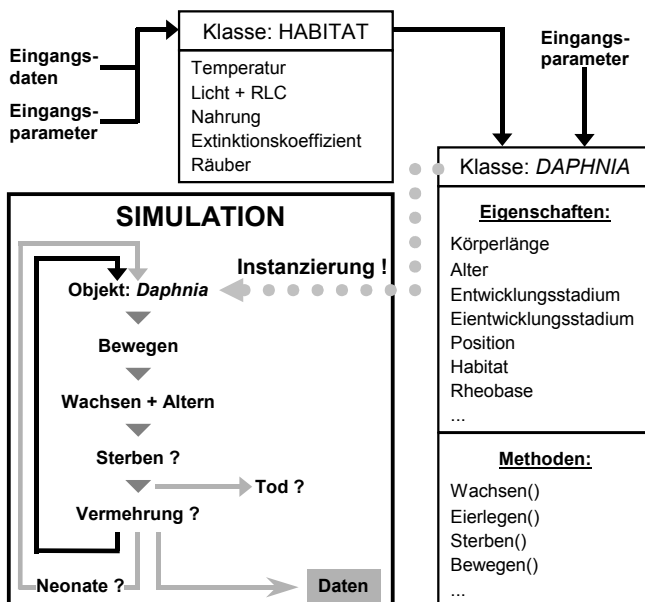 Eingangs-
daten
Eingangs-
parameter
Klasse: HABITAT
Temperatur
Licht + RLC
Nahrung
Extinktionskoeffizient
Räuber
Eingangs-
parameter
Klasse: DAPHNIA
Eigenschaften:
Körperlänge
Alter
Entwicklungsstadium
Eientwicklungsstadium
Position
Habitat
Rheobase
...
Methoden:
Wachsen()
Eierlegen()
Sterben()
Bewegen()
...
SIMULATION
Instanzierung !
Objekt: Daphnia
Bewegen
Wachsen + Altern
Sterben ?
Tod ?
Vermehrung ?
Neonate ?
Daten